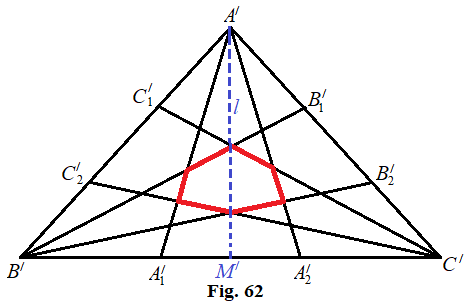 A′
C′₁
B′₁
l
C′₂
B′₂
B′
A′₁
M′
A′₂
C′
Fig. 62